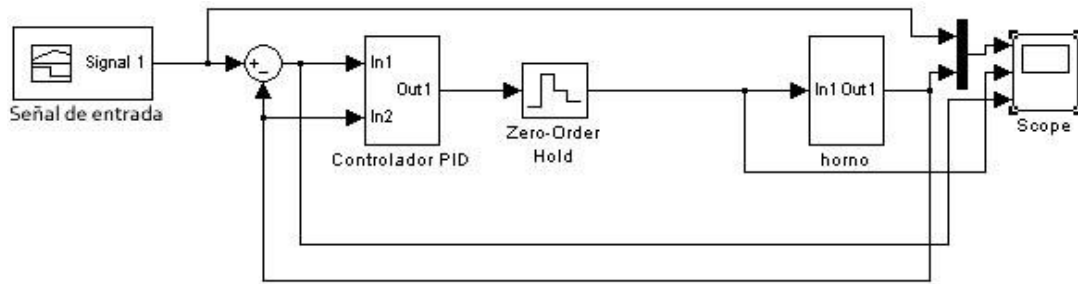 Signal 1
Señal de entrada
+
−
In1
Out1
In2
Controlador PID
Zero-Order
Hold
In1 Out1
horno
Scope